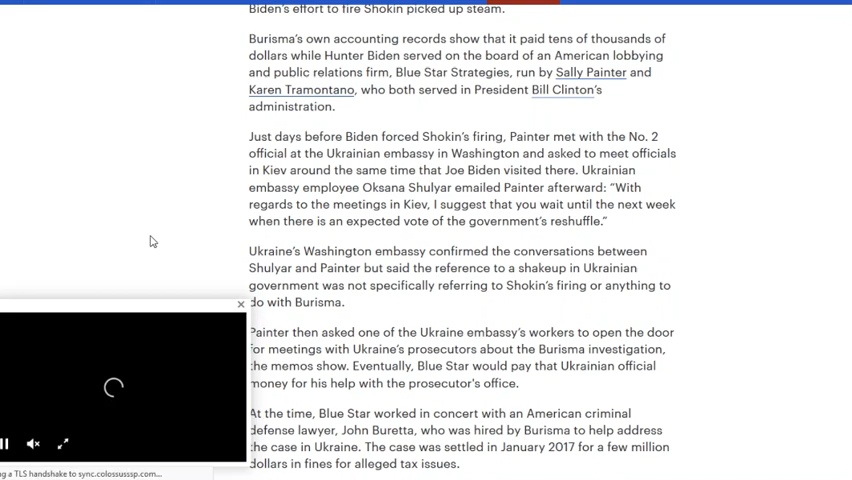 Biden's effort to fire Shokin picked up steam.
Burisma's own accounting records show that it paid tens of thousands of
dollars while Hunter Biden served on the board of an American lobbying
and public relations firm, Blue Star Strategies, run by Sally Painter and
Karen Tramontano, who both served in President Bill Clinton's
administration.
Just days before Biden forced Shokin's firing, Painter met with the No. 2
official at the Ukrainian embassy in Washington and asked to meet officials
in Kiev around the same time that Joe Biden visited there. Ukrainian
embassy employee Oksana Shulyar emailed Painter afterward: “With
regards to the meetings in Kiev, I suggest that you wait until the next week
when there is an expected vote of the government's reshuffle.”
Ukraine's Washington embassy confirmed the conversations between
Shulyar and Painter but said the reference to a shakeup in Ukrainian
government was not specifically referring to Shokin's firing or anything to
do with Burisma.
Painter then asked one of the Ukraine embassy's workers to open the door
for meetings with Ukraine's prosecutors about the Burisma investigation,
the memos show. Eventually, Blue Star would pay that Ukrainian official
money for his help with the prosecutor's office.
At the time, Blue Star worked in concert with an American criminal
defense lawyer, John Buretta, who was hired by Burisma to help address
the case in Ukraine. The case was settled in January 2017 for a few million
dollars in fines for alleged tax issues.
g a TLS handshake to sync.colossusssp.com...